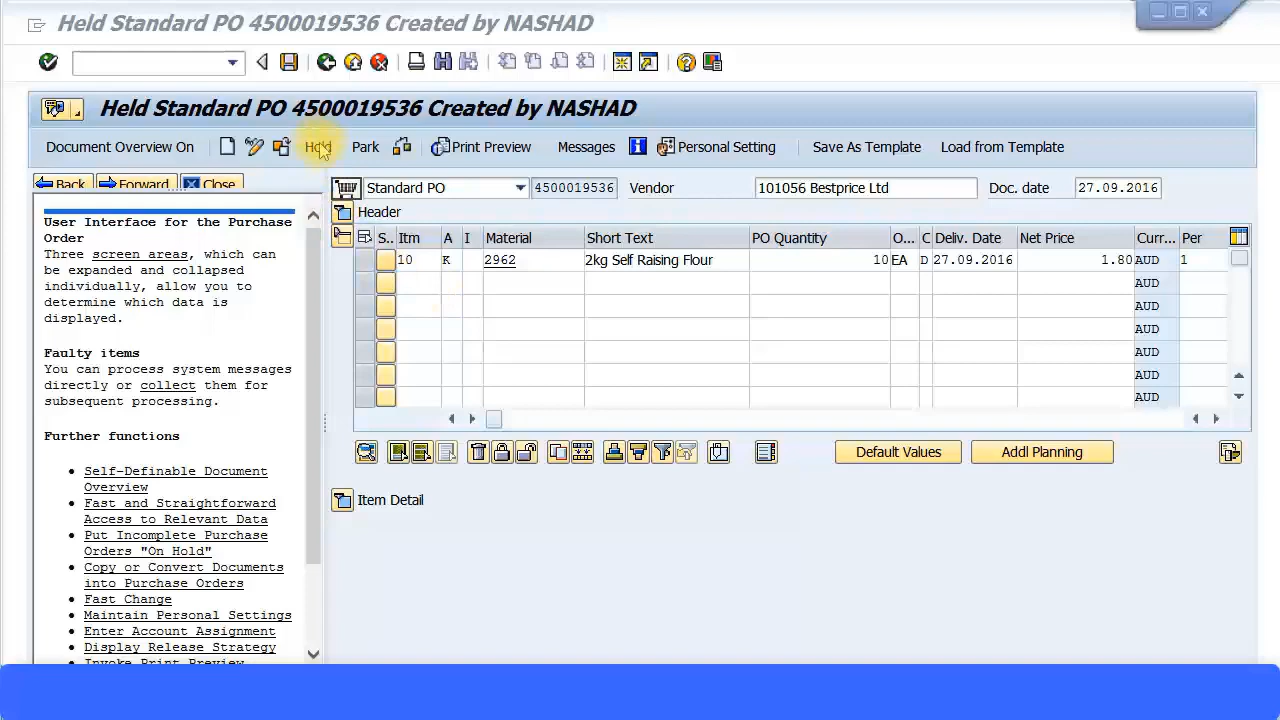 Held Standard PO 4500019536 Created by NASHAD
Held Standard PO 4500019536 Created by NASHAD
Document Overview On Hold Park Print Preview Messages Personal Setting Save As Template Load from Template
Back Forward Close
Standard PO 4500019536 Vendor 101056 Bestprice Ltd Doc. date 27.09.2016
Header
S.. Itm A I Material Short Text PO Quantity O... C Deliv. Date Net Price Curr... Per
10 K 2962 2kg Self Raising Flour 10 EA D 27.09.2016 1.80 AUD 1
AUD
AUD
AUD
AUD
AUD
AUD
Default Values Addl Planning
Item Detail
User Interface for the Purchase
Order
Three screen areas, which can
be expanded and collapsed
individually, allow you to
determine which data is
displayed.
Faulty items
You can process system messages
directly or collect them for
subsequent processing.
Further functions
• Self-Definable Document
Overview
• Fast and Straightforward
Access to Relevant Data
• Put Incomplete Purchase
Orders "On Hold"
• Copy or Convert Documents
into Purchase Orders
• Fast Change
• Maintain Personal Settings
• Enter Account Assignment
• Display Release Strategy
• Invoke Print Preview